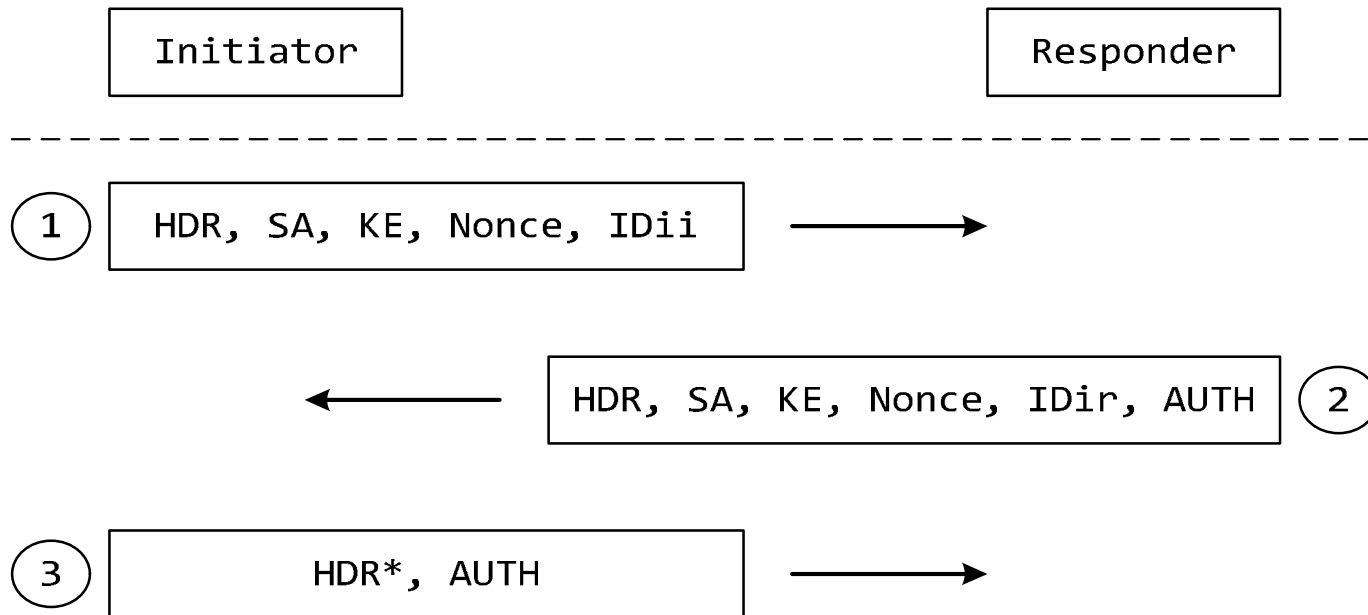 Initiator
Responder
1
HDR, SA, KE, Nonce, IDii
HDR, SA, KE, Nonce, IDir, AUTH
2
3
HDR*, AUTH